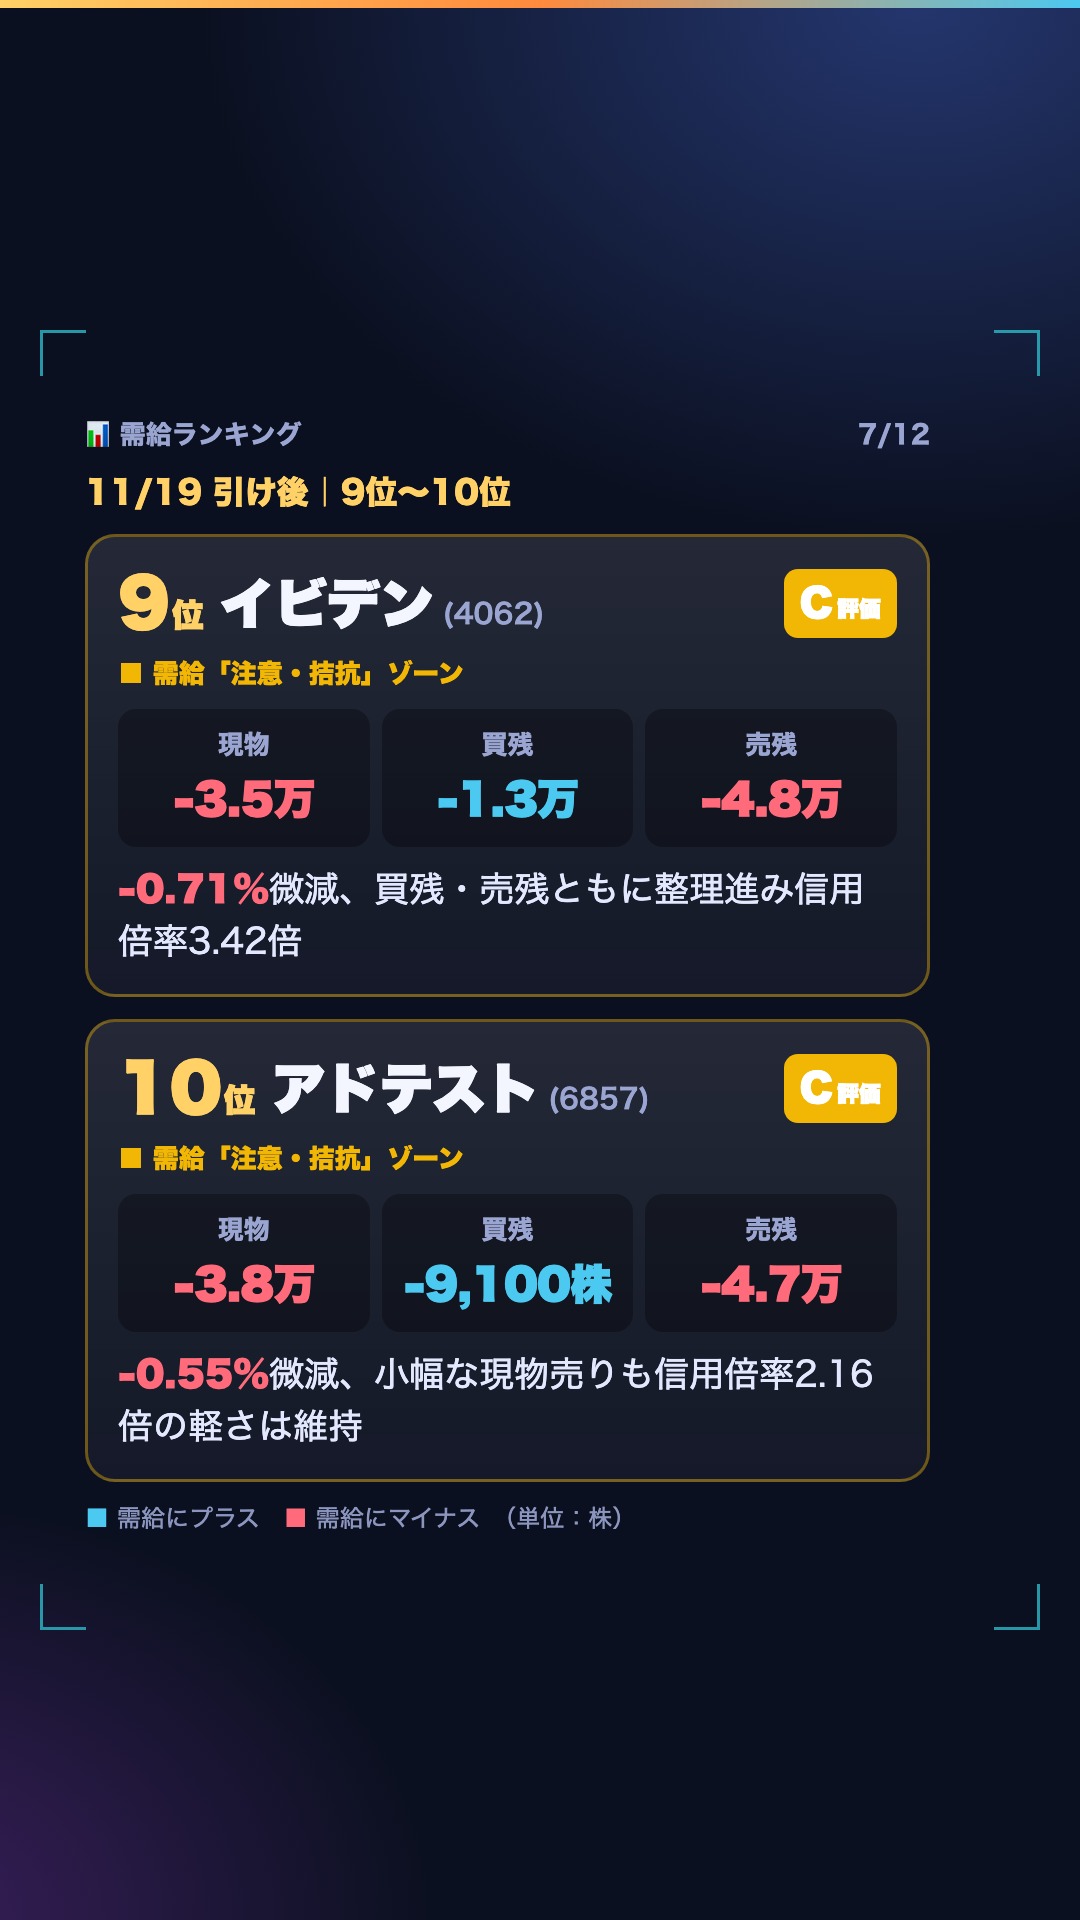 📊 需給ランキング 7/12
11/19 引け後｜9位〜10位
9位 イビデン (4062) C評価
■ 需給「注意・拮抗」ゾーン
現物 買残 売残
-3.5万 -1.3万 -4.8万
-0.71%微減、買残・売残ともに整理進み信用
倍率3.42倍
10位 アドテスト (6857) C評価
■ 需給「注意・拮抗」ゾーン
現物 買残 売残
-3.8万 -9,100株 -4.7万
-0.55%微減、小幅な現物売りも信用倍率2.16
倍の軽さは維持
■ 需給にプラス ■ 需給にマイナス （単位：株）